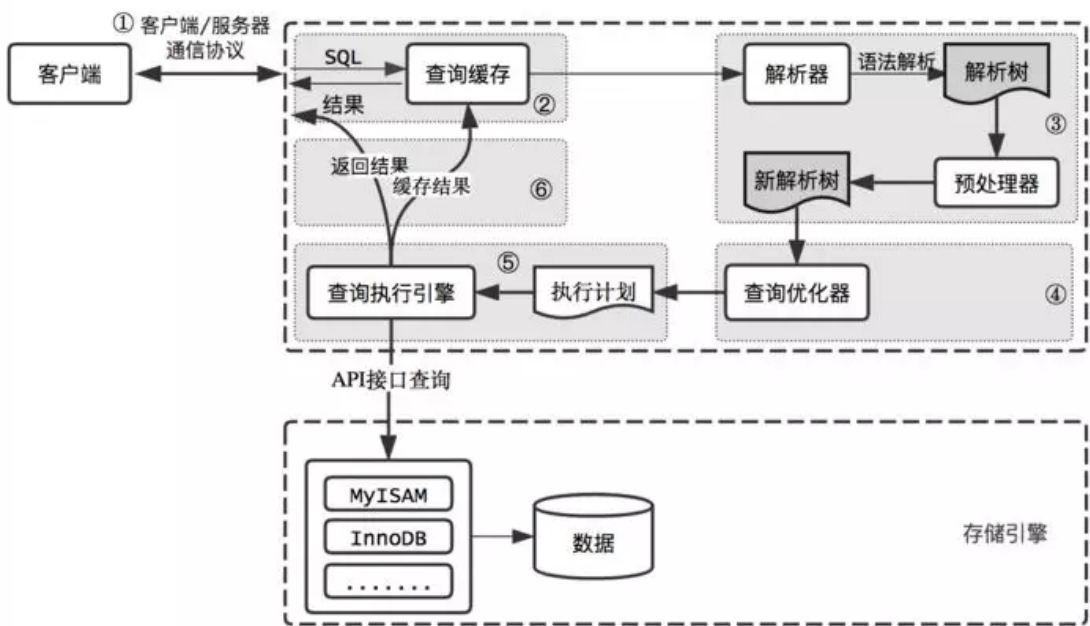 ① 客户端/服务器
通信协议
客户端
SQL
查询缓存
②
结果
解析器
语法解析
解析树
③
返回结果
缓存结果
⑥
新解析树
预处理器
⑤
查询执行引擎
执行计划
查询优化器
④
API接口查询
MyISAM
InnoDB
.......
数据
存储引擎